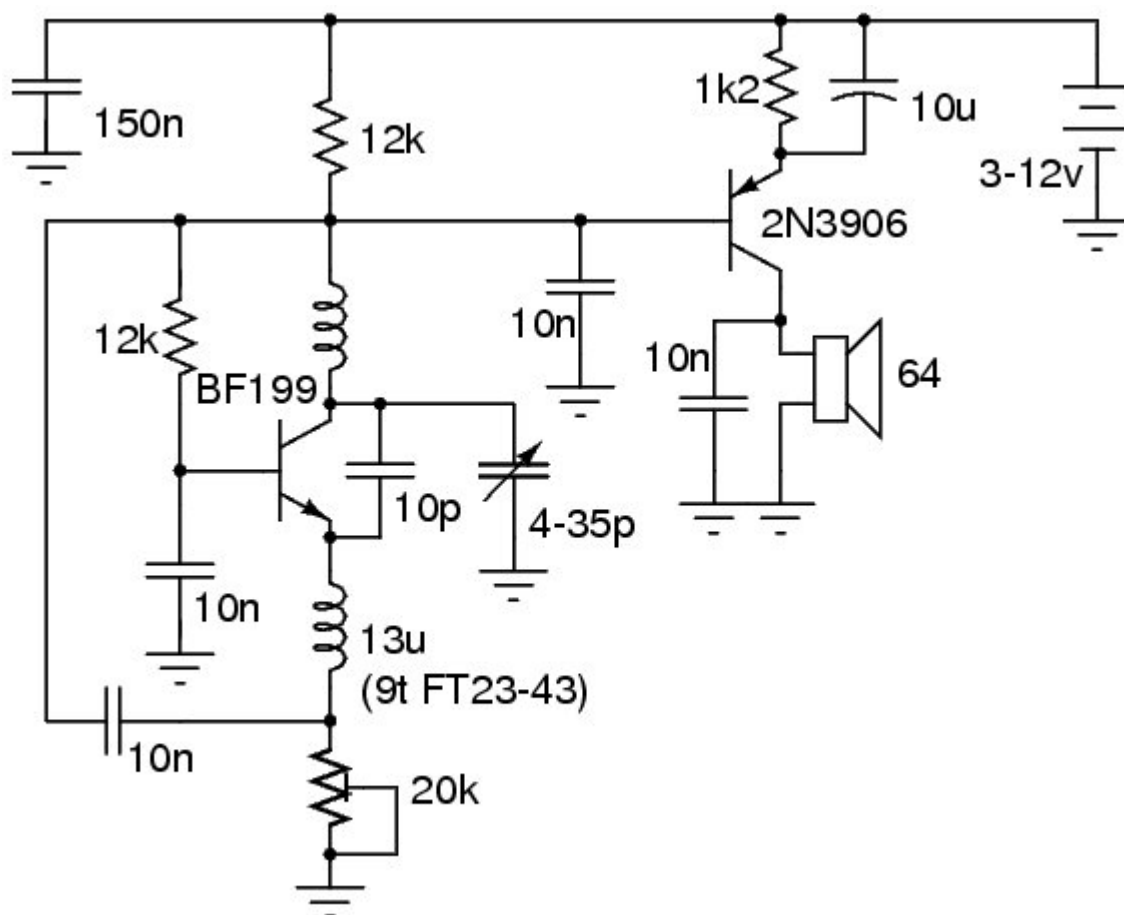 150n
12k
1k2
10u
3-12v
2N3906
12k
10n
10n
64
BF199
10p
4-35p
10n
13u
(9t FT23-43)
10n
20k